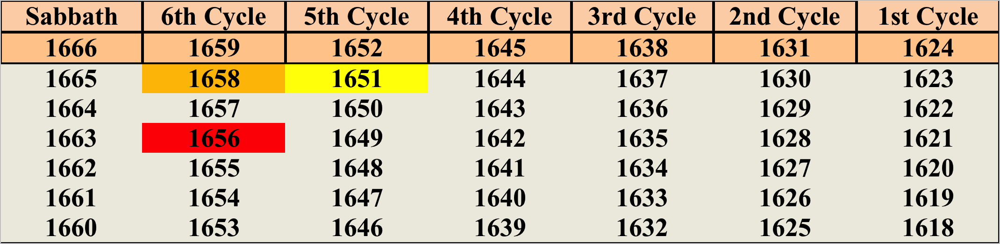 Sabbath 6th Cycle 5th Cycle 4th Cycle 3rd Cycle 2nd Cycle 1st Cycle
1666 1659 1652 1645 1638 1631 1624
1665 1658 1651 1644 1637 1630 1623
1664 1657 1650 1643 1636 1629 1622
1663 1656 1649 1642 1635 1628 1621
1662 1655 1648 1641 1634 1627 1620
1661 1654 1647 1640 1633 1626 1619
1660 1653 1646 1639 1632 1625 1618